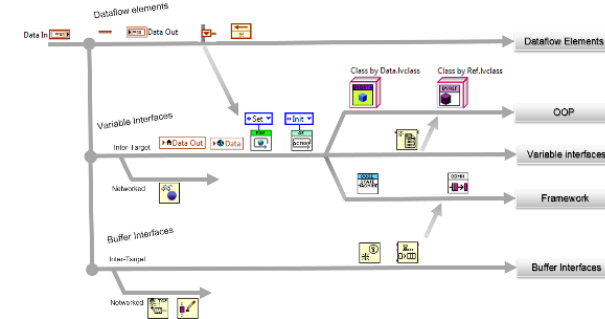 Dataflow elements
Data In
Data Out
Dataflow Elements
Class by Data.lvclass
Class by Ref.lvclass
Set
Init
OOP
Variable Interfaces
Inter-Target
Data Out
Data
Variable interfaces
Networked
Framework
Buffer Interfaces
Inter-Target
Buffer Interfaces
Networked